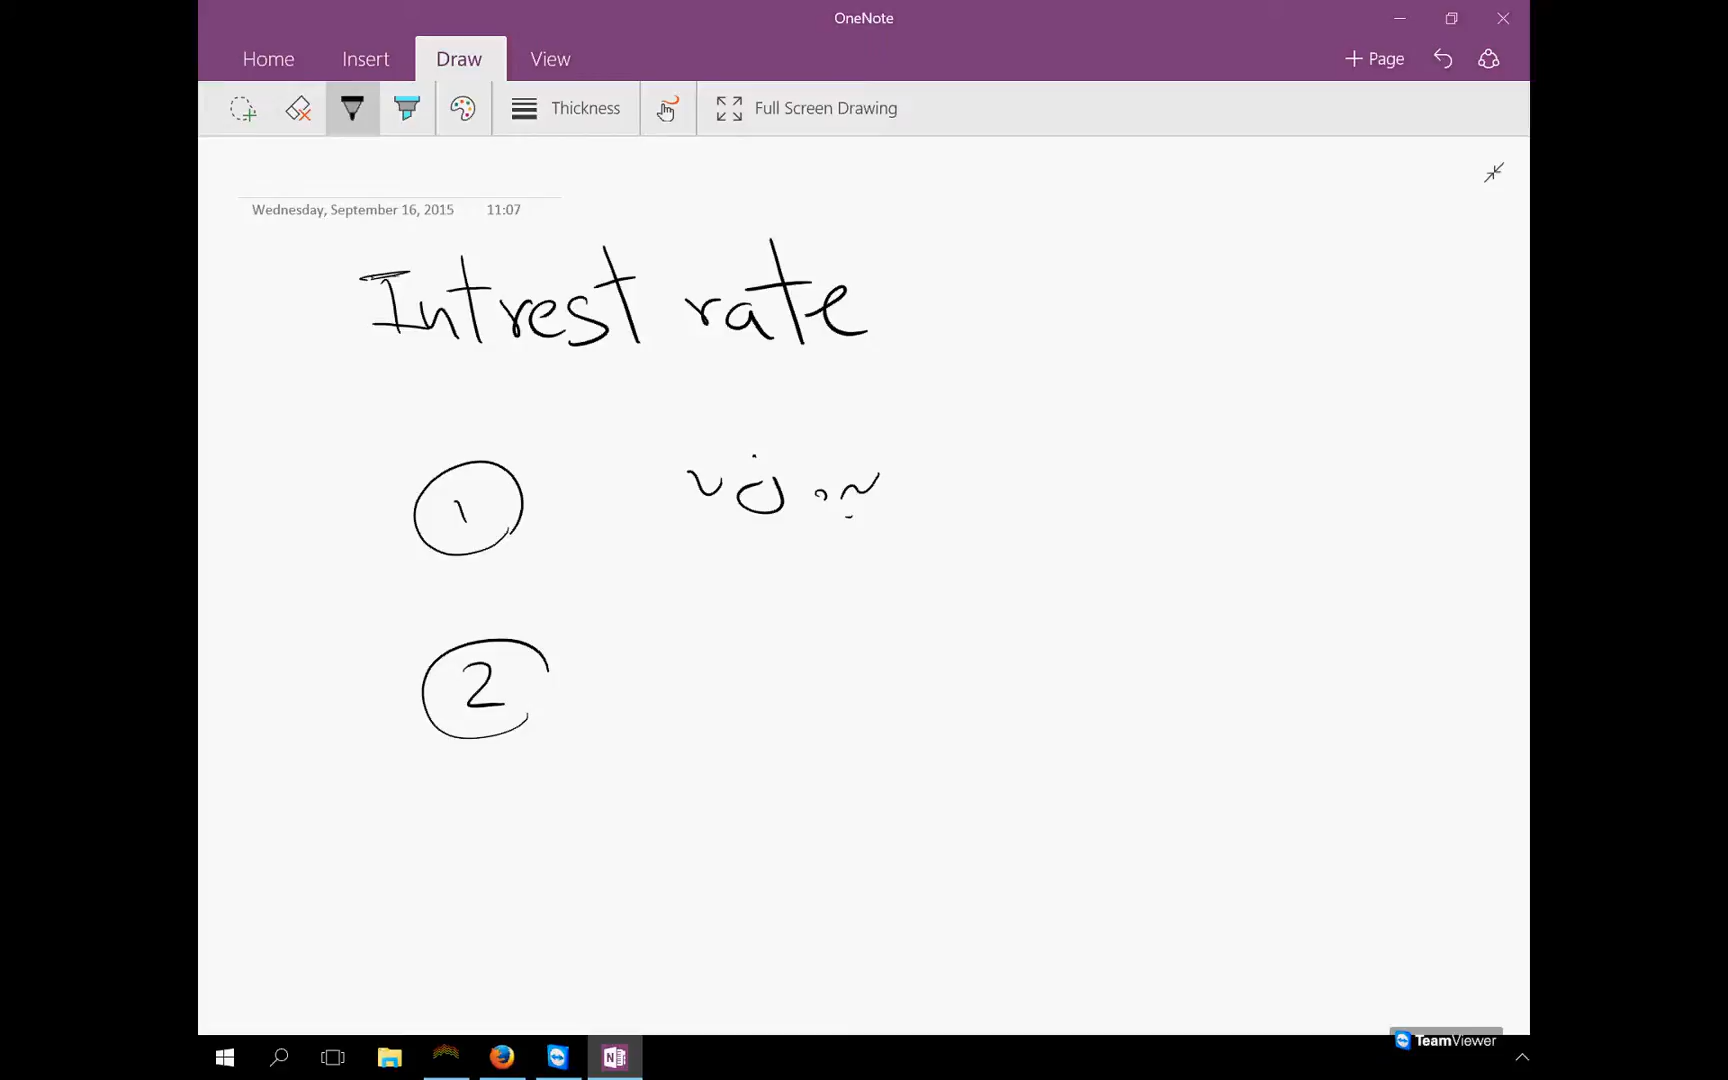 OneNote
Home Insert Draw View + Page
Thickness Full Screen Drawing
Wednesday, September 16, 2015 11:07
Intrest rate
1
2
TeamViewer